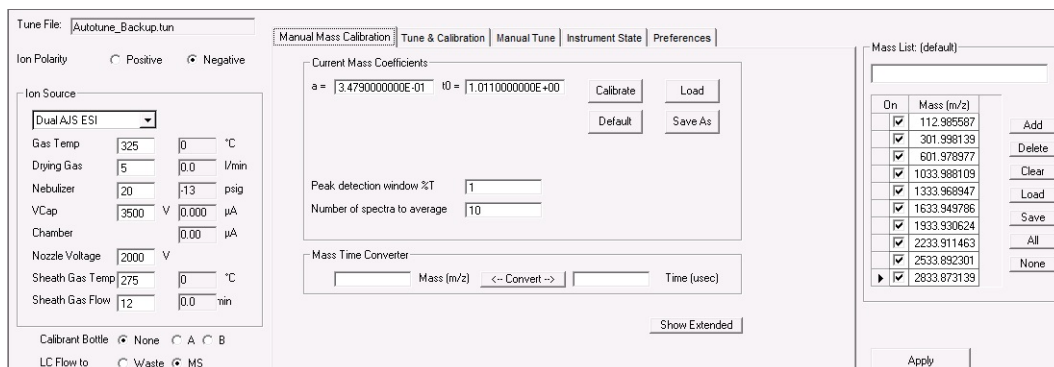 Tune File: Autotune_Backup.tun
Ion Polarity Positive Negative
Ion Source
Dual AJS ESI
Gas Temp 325 0 °C
Drying Gas 5 0.0 l/min
Nebulizer 20 -13 psig
VCap 3500 V 0.000 µA
Chamber 0.00 µA
Nozzle Voltage 2000 V
Sheath Gas Temp 275 0 °C
Sheath Gas Flow 12 0.0 min
Calibrant Bottle None A B
LC Flow to Waste MS
Manual Mass Calibration Tune & Calibration Manual Tune Instrument State Preferences
Current Mass Coefficients
a = 3.4790000000E-01 t0 = 1.0110000000E+00 Calibrate Load
Default Save As
Peak detection window %T 1
Number of spectra to average 10
Mass Time Converter
Mass (m/z) <-- Convert --> Time (usec)
Show Extended
Mass List: (default)
On Mass (m/z)
112.985587
301.998139
601.978977
1033.988109
1333.968947
1633.949786
1933.930624
2233.911463
2533.892301
2833.873139
Add
Delete
Clear
Load
Save
All
None
Apply